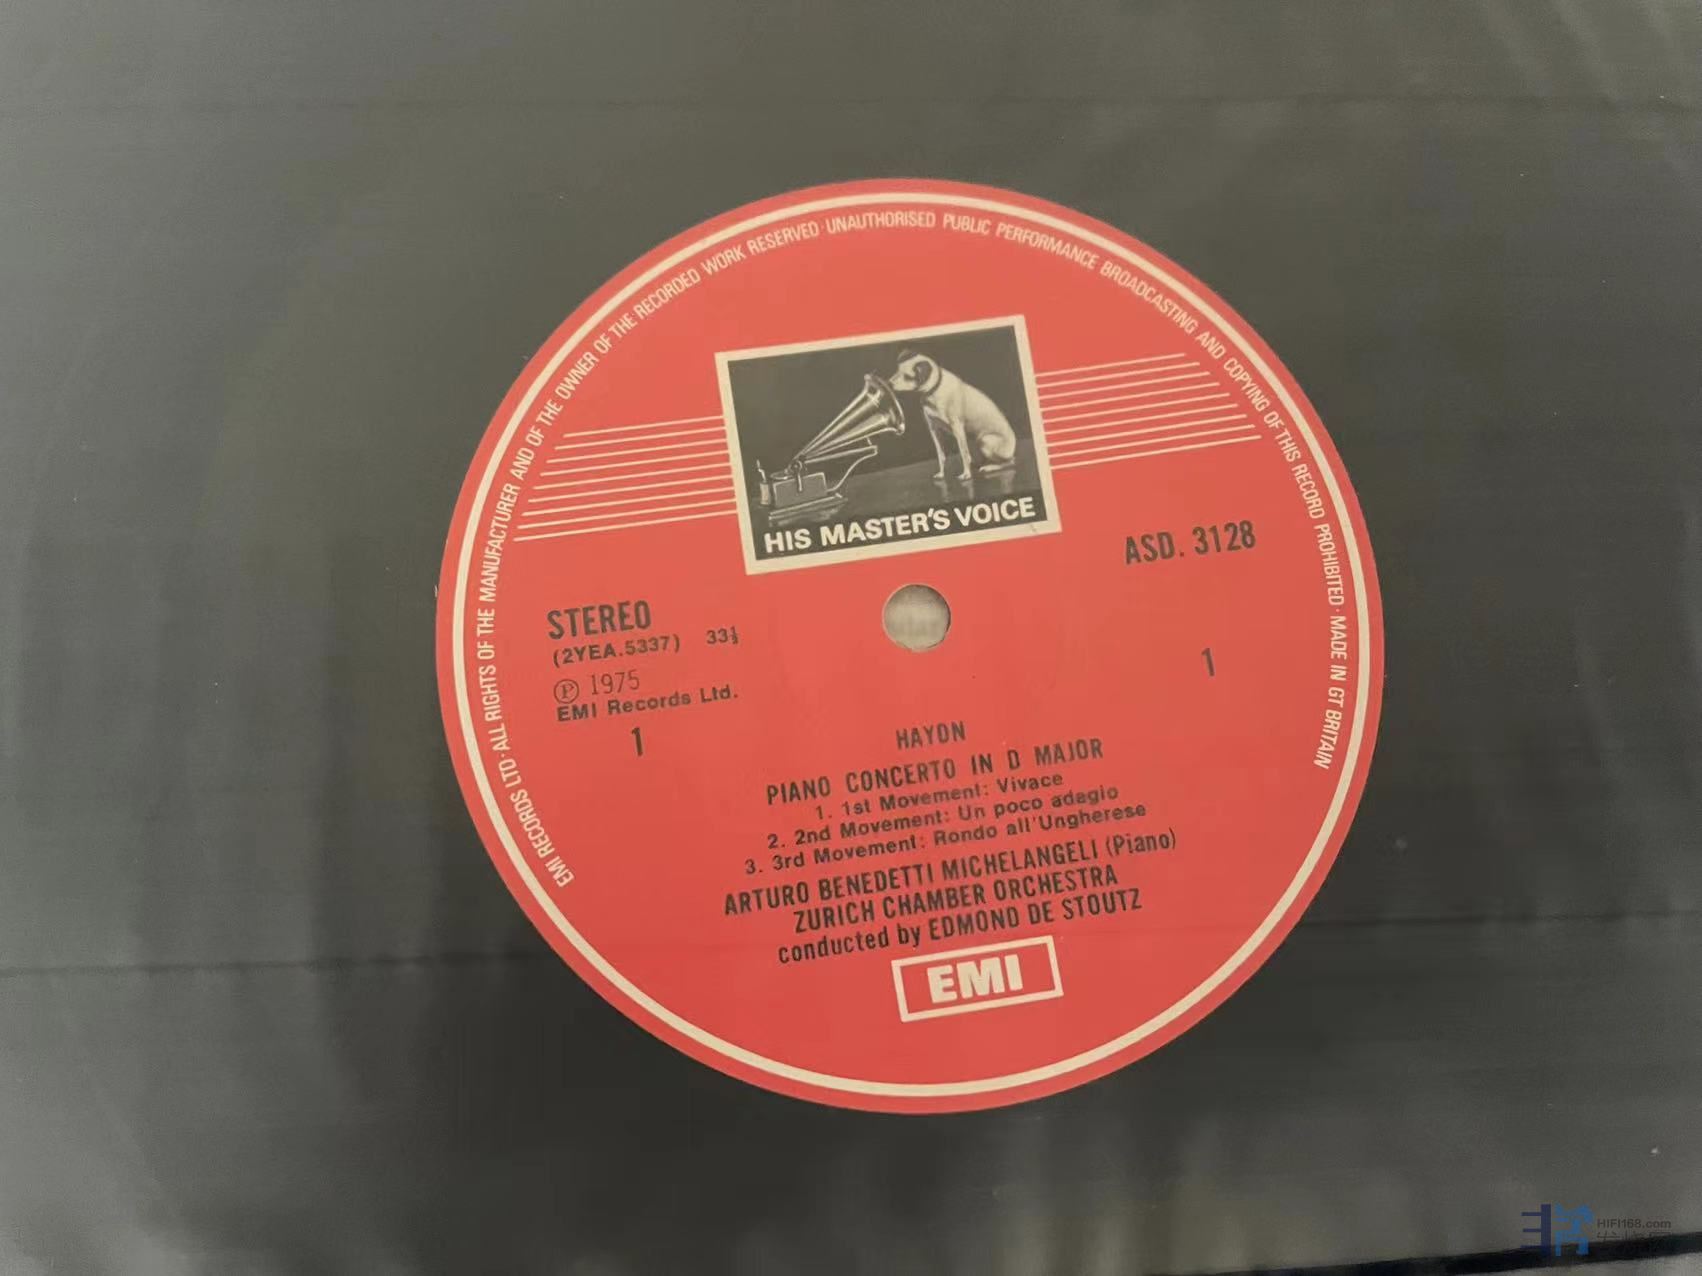 EMI RECORDS LTD · ALL RIGHTS OF THE MANUFACTURER AND OF THE OWNER OF THE RECORDED WORK RESERVED · UNAUTHORISED PUBLIC PERFORMANCE BROADCASTING AND COPYING OF THIS RECORD PROHIBITED · MADE IN GT BRITAIN
HIS MASTER'S VOICE
ASD. 3128
STEREO
(2YEA.5337) 33⅓
℗ 1975
EMI Records Ltd.
1
1
HAYDN
PIANO CONCERTO IN D MAJOR
1. 1st Movement: Vivace
2. 2nd Movement: Un poco adagio
3. 3rd Movement: Rondo all'Ungherese
ARTURO BENEDETTI MICHELANGELI (Piano)
ZURICH CHAMBER ORCHESTRA
conducted by EDMOND DE STOUTZ
EMI
HIFI168.com